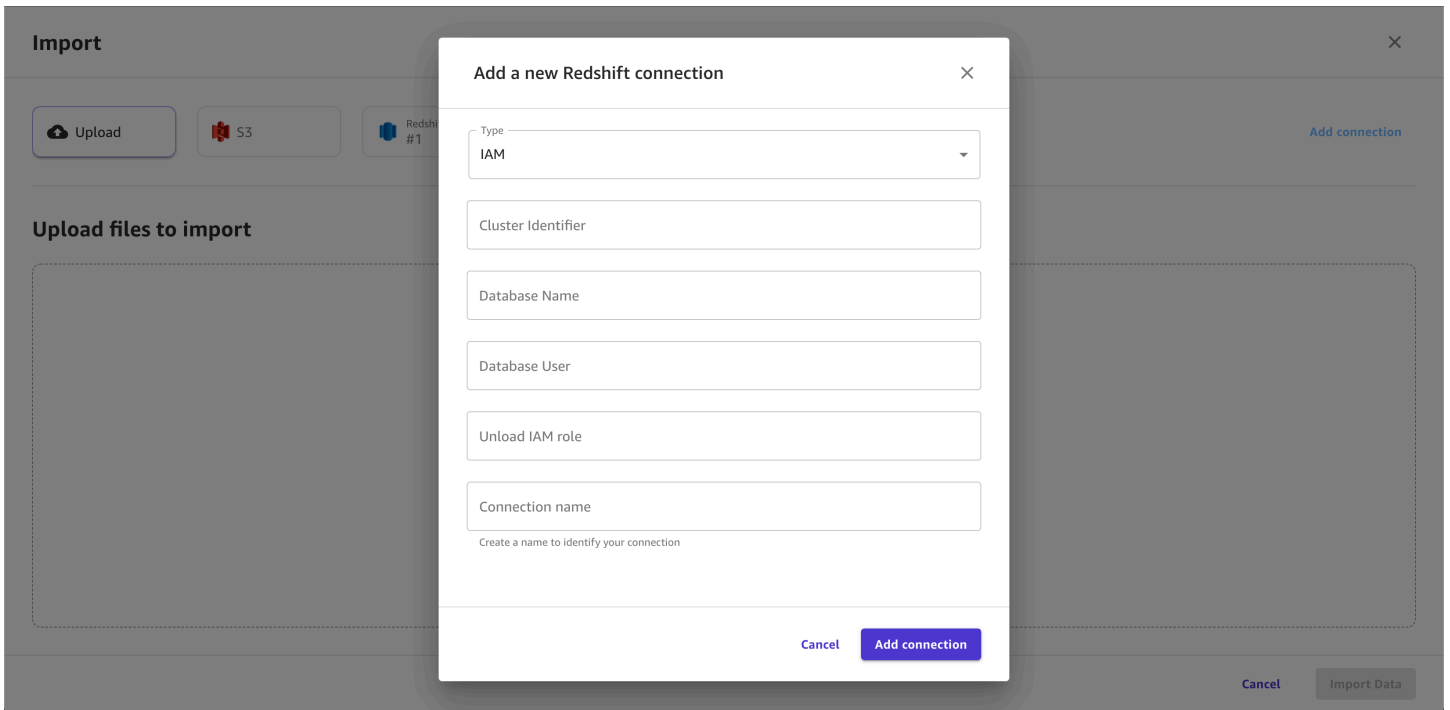 Import
Upload
S3
Redshi
#1
Add connection
Upload files to import
Add a new Redshift connection
Type
IAM
Cluster Identifier
Database Name
Database User
Unload IAM role
Connection name
Create a name to identify your connection
Cancel
Add connection
Cancel
Import Data